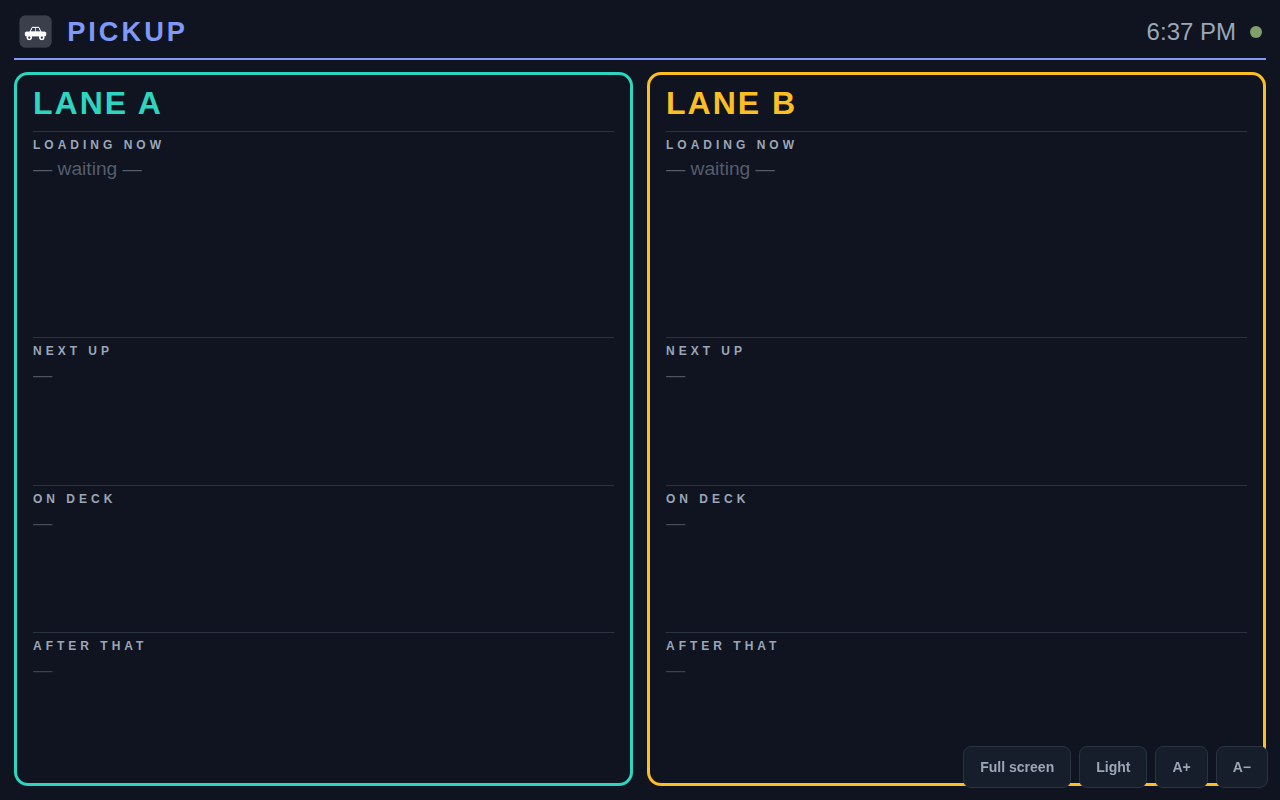 PICKUP
6:37 PM
LANE A
LOADING NOW
— waiting —
NEXT UP
—
ON DECK
—
AFTER THAT
—
LANE B
LOADING NOW
— waiting —
NEXT UP
—
ON DECK
—
AFTER THAT
—
Full screen
Light
A+
A−